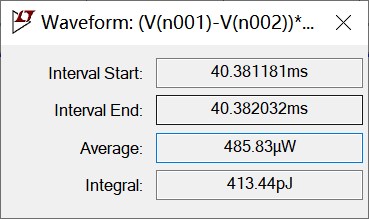 Waveform: (V(n001)-V(n002))*...
Interval Start: 40.381181ms
Interval End: 40.382032ms
Average: 485.83µW
Integral: 413.44pJ